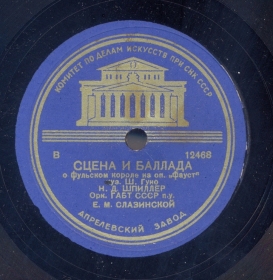 КОМИТЕТ ПО ДЕЛАМ ИСКУССТВ ПРИ СНК СССР
В 12468
СЦЕНА И БАЛЛАДА
о фульском короле из оп. „Фауст"
муз. Ш. Гуно
Н. Д. ШПИЛЛЕР
Орк. ГАБТ СССР п.у.
Е. М. СЛАЗИНСКОЙ
АПРЕЛЕВСКИЙ ЗАВОД